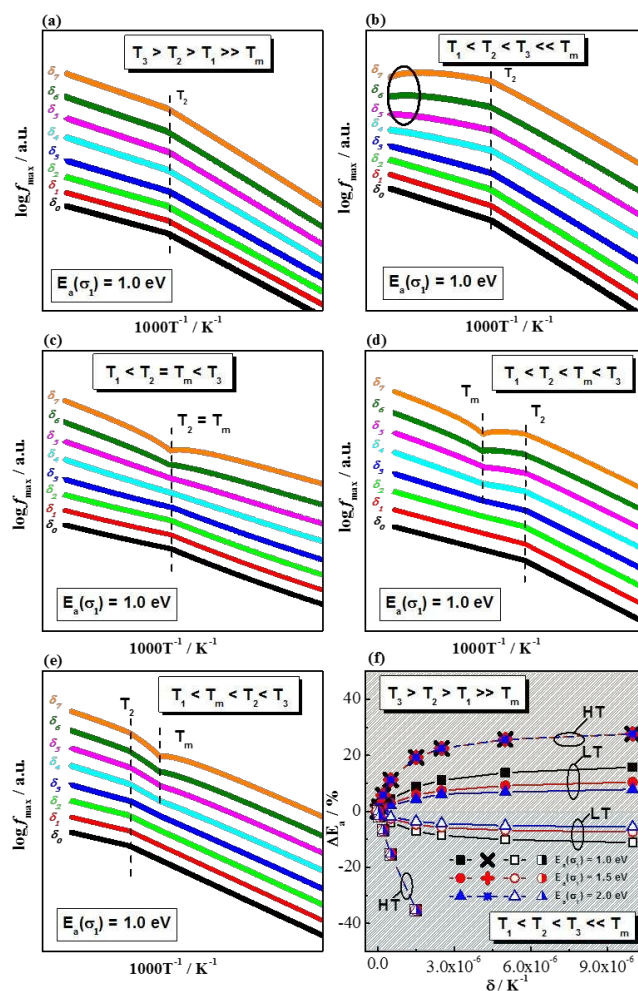 (a)
T₃ > T₂ > T₁ >> Tₘ
δ₇
δ₆
δ₅
δ₄
δ₃
δ₂
δ₁
δ₀
T₂
log fₘₐₓ / a.u.
Eₐ(σ₁) = 1.0 eV
1000T⁻¹ / K⁻¹
(b)
T₁ < T₂ < T₃ << Tₘ
δ₇
δ₆
δ₅
δ₄
δ₃
δ₂
δ₁
δ₀
T₂
log fₘₐₓ / a.u.
Eₐ(σ₁) = 1.0 eV
1000T⁻¹ / K⁻¹
(c)
T₁ < T₂ = Tₘ < T₃
δ₇
δ₆
δ₅
δ₄
δ₃
δ₂
δ₁
δ₀
T₂ = Tₘ
log fₘₐₓ / a.u.
Eₐ(σ₁) = 1.0 eV
1000T⁻¹ / K⁻¹
(d)
T₁ < T₂ < Tₘ < T₃
δ₇
δ₆
δ₅
δ₄
δ₃
δ₂
δ₁
δ₀
Tₘ
T₂
log fₘₐₓ / a.u.
Eₐ(σ₁) = 1.0 eV
1000T⁻¹ / K⁻¹
(e)
T₁ < Tₘ < T₂ < T₃
δ₇
δ₆
δ₅
δ₄
δ₃
δ₂
δ₁
δ₀
T₂
Tₘ
log fₘₐₓ / a.u.
Eₐ(σ₁) = 1.0 eV
1000T⁻¹ / K⁻¹
(f)
T₃ > T₂ > T₁ >> Tₘ
40
20
0
-20
-40
ΔEₐ / %
HT
LT
LT
HT
Eₐ(σ₁) = 1.0 eV
Eₐ(σ₁) = 1.5 eV
Eₐ(σ₁) = 2.0 eV
T₁ < T₂ < T₃ << Tₘ
0.0
3.0x10⁻⁶
6.0x10⁻⁶
9.0x10⁻⁶
δ / K⁻¹